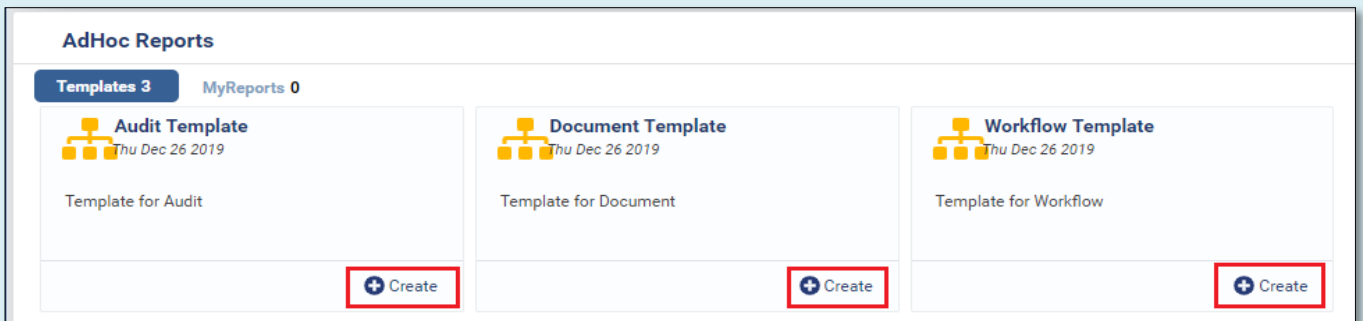 AdHoc Reports
Templates 3 MyReports 0
Audit Template
Thu Dec 26 2019
Template for Audit
Create
Document Template
Thu Dec 26 2019
Template for Document
Create
Workflow Template
Thu Dec 26 2019
Template for Workflow
Create